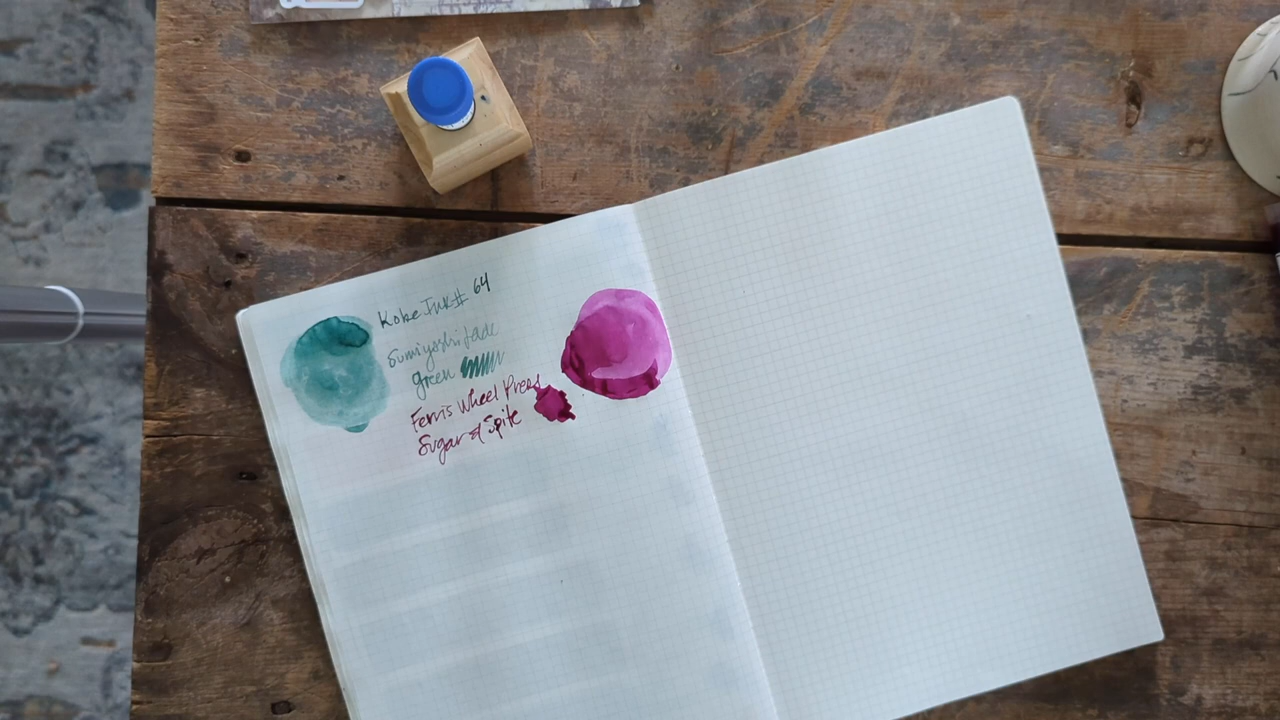 Kobe Ink # 64
Sumiyoshi jade
green
Ferris Wheel Press
Sugar & Spite